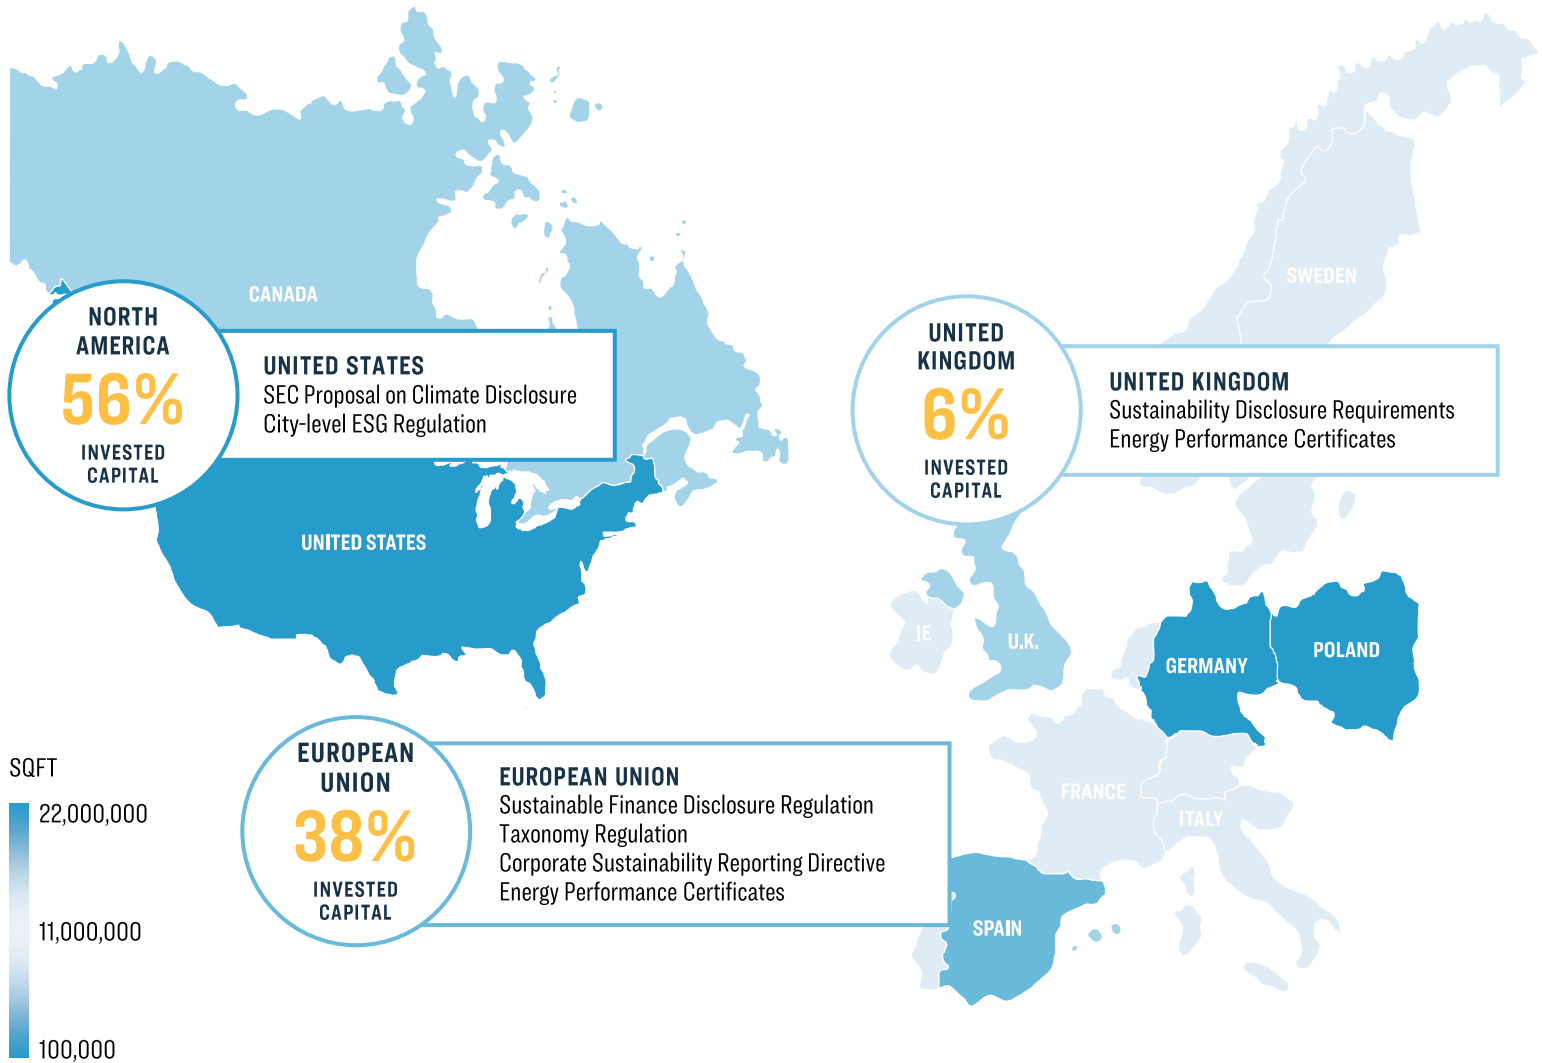 CANADA
NORTH
AMERICA
56%
INVESTED
CAPITAL
UNITED STATES
SEC Proposal on Climate Disclosure
City-level ESG Regulation
UNITED STATES
SWEDEN
UNITED
KINGDOM
6%
INVESTED
CAPITAL
UNITED KINGDOM
Sustainability Disclosure Requirements
Energy Performance Certificates
IE
U.K.
GERMANY
POLAND
FRANCE
ITALY
SPAIN
EUROPEAN
UNION
38%
INVESTED
CAPITAL
EUROPEAN UNION
Sustainable Finance Disclosure Regulation
Taxonomy Regulation
Corporate Sustainability Reporting Directive
Energy Performance Certificates
SQFT
22,000,000
11,000,000
100,000